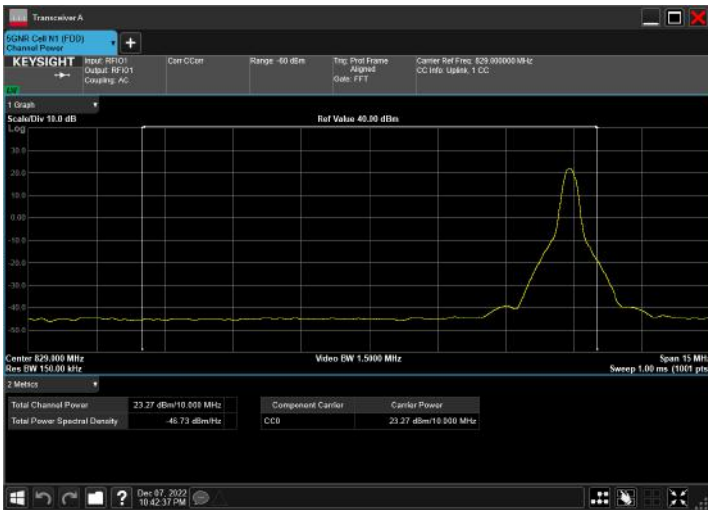 Transceiver A
5GNR Cell N1 (FDD)
Channel Power
KEYSIGHT
Input: RFIO1
Output: RFIO1
Coupling: AC
Corr CCorr
Range: -60 dBm
Trig: Prot Frame
Aligned
Gate: FFT
Carrier Ref Freq: 829.000000 MHz
CC Info: Uplink, 1 CC
1 Graph
Scale/Div 10.0 dB
Ref Value 40.00 dBm
Log
30.0
20.0
10.0
0.00
-10.0
-20.0
-30.0
-40.0
-50.0
Center 829.000 MHz
Video BW 1.5000 MHz
Span 15 MHz
Res BW 150.00 kHz
Sweep 1.00 ms (1001 pts
2 Metrics
Total Channel Power 23.27 dBm/10.000 MHz
Total Power Spectral Density -46.73 dBm/Hz
Component Carrier Carrier Power
CC0 23.27 dBm/10.000 MHz
Dec 07, 2022
10:42:37 PM